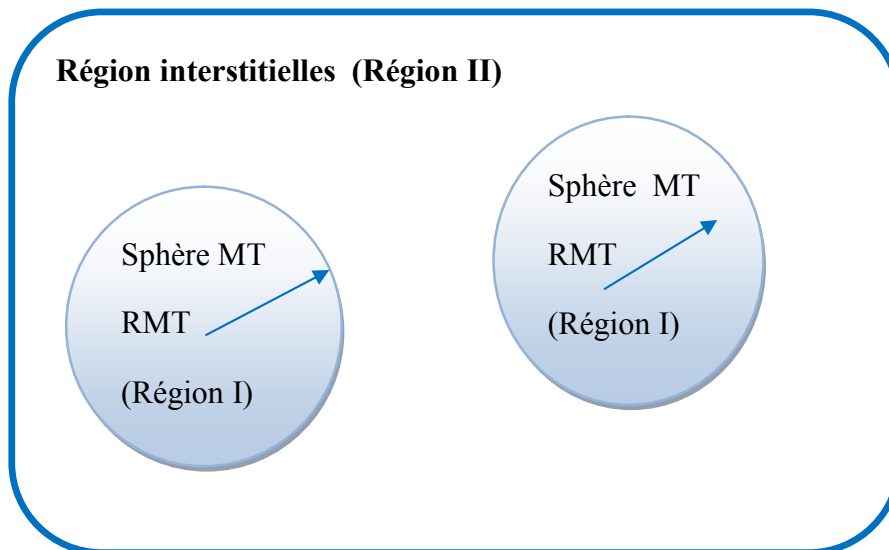 Région interstitielles (Région II)
Sphère MT
RMT
(Région I)
Sphère MT
RMT
(Région I)